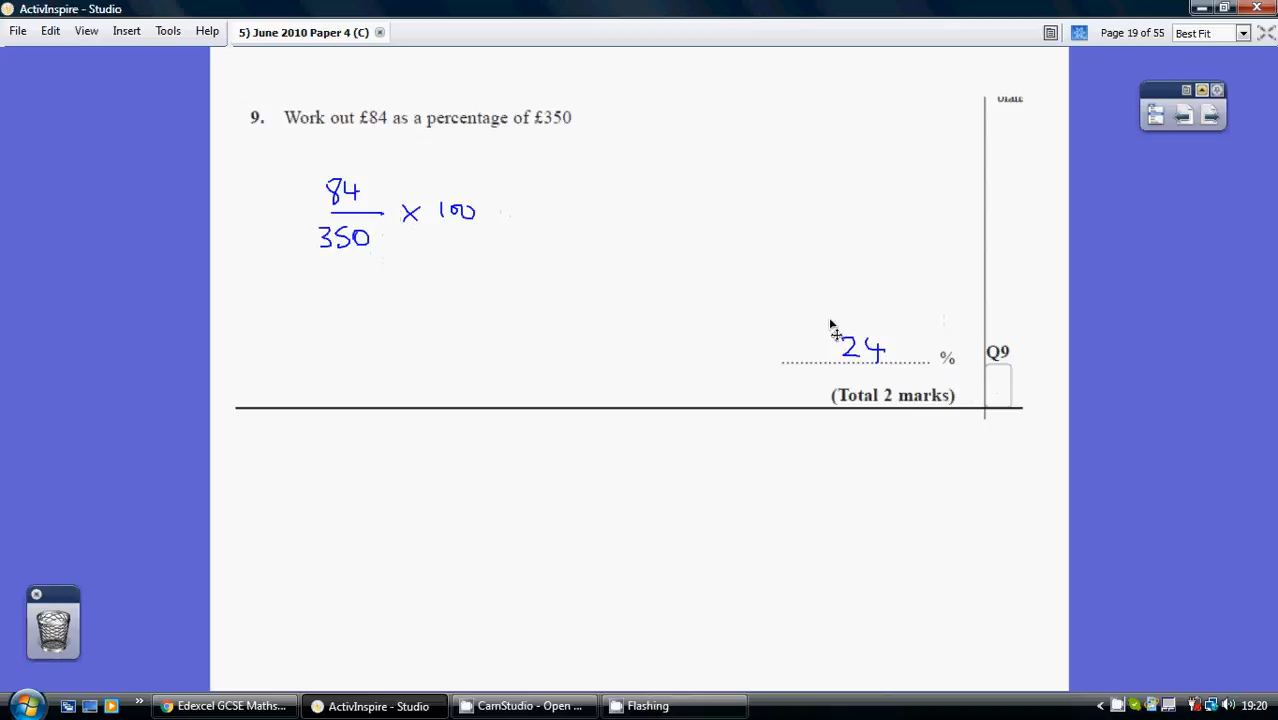 ActivInspire - Studio
File Edit View Insert Tools Help
5) June 2010 Paper 4 (C)
Page 19 of 55
Best Fit
9. Work out £84 as a percentage of £350
84
350
× 100
24
%
Q9
(Total 2 marks)
Edexcel GCSE Maths...
ActivInspire - Studio
CamStudio - Open ...
Flashing
19:20